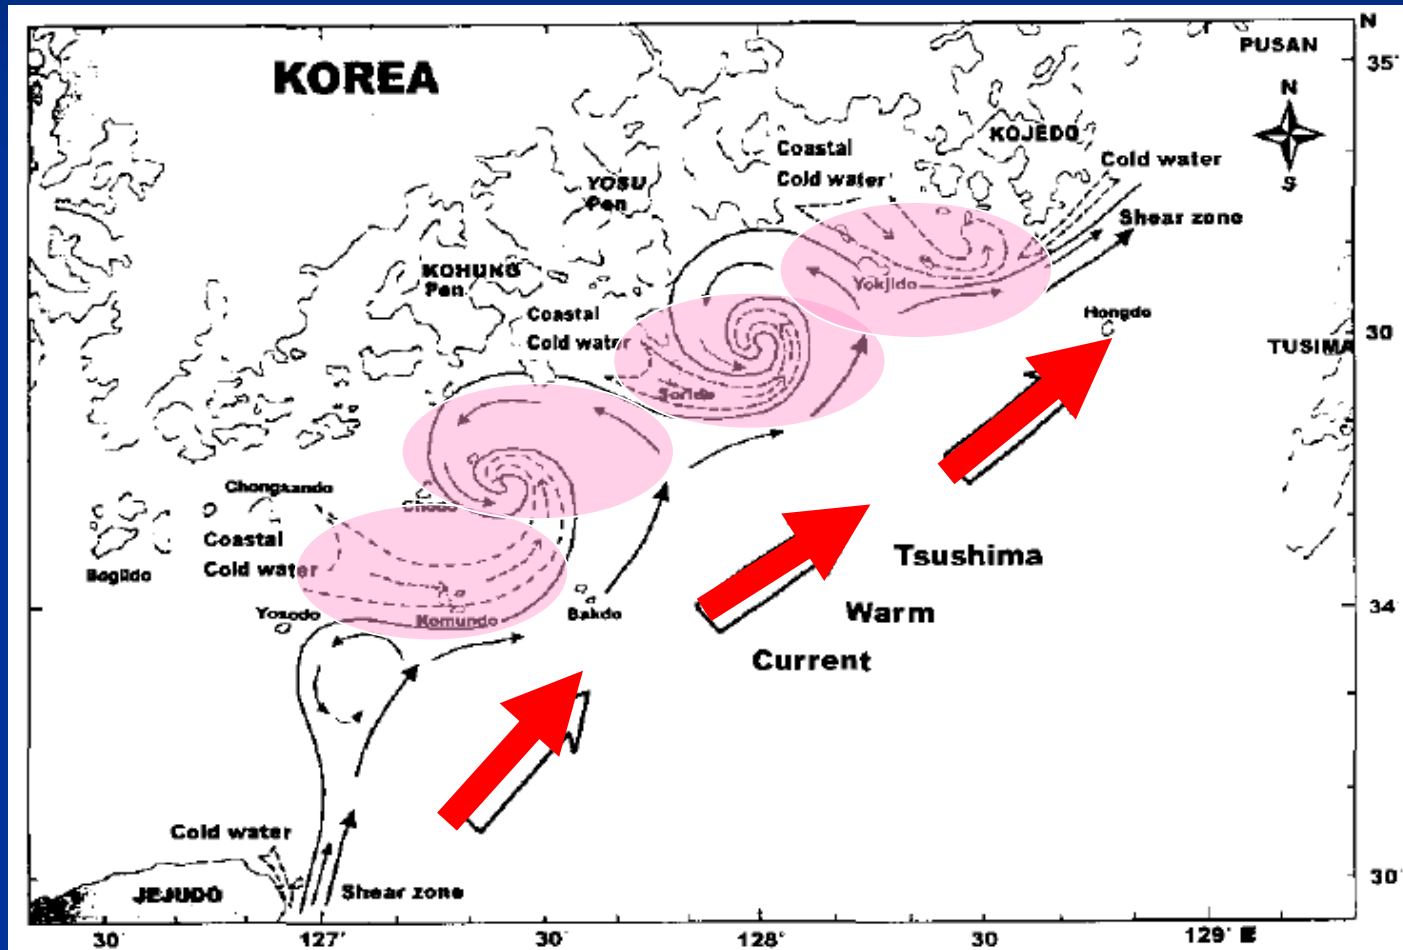 N
PUSAN
35°
KOREA
N
S
KOJEDO
Coastal
Cold water
Cold water
YOSU
Pen
Shear zone
KOHUNG
Pen
Yokjido
Coastal
Cold water
Hongdo
30'
TUSIMA
Sorido
Chongsando
Coastal
Cold water
Bogildo
Yosodo
Komundo
Bakdo
Tsushima
Warm
Current
34°
Cold water
JEJUDO
Shear zone
30'
30'
127°
30'
128°
30
129° E